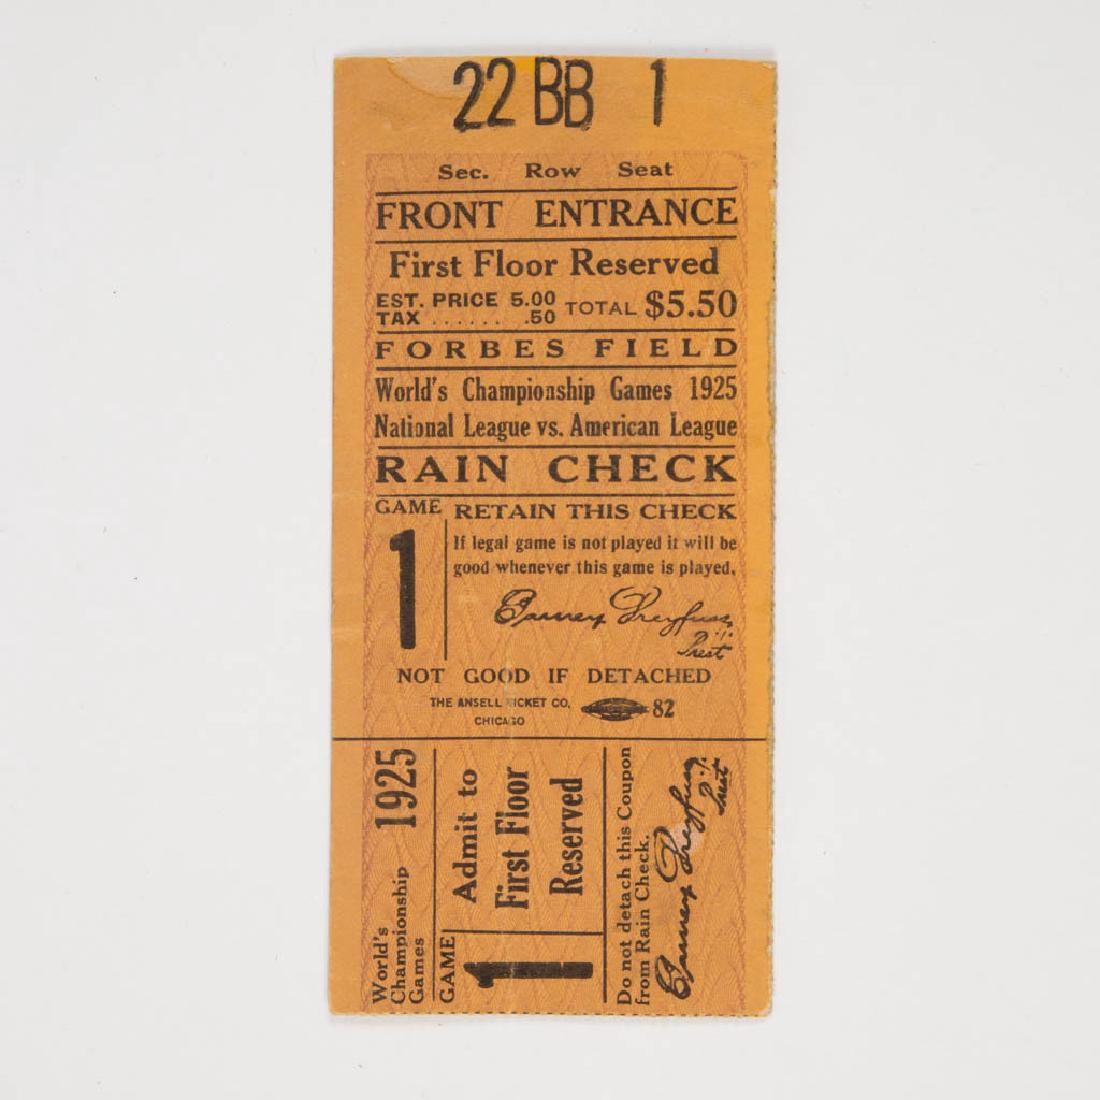 22 BB 1
Sec. Row Seat
FRONT ENTRANCE
First Floor Reserved
EST. PRICE 5.00
TAX ...... .50
TOTAL $5.50
FORBES FIELD
World's Championship Games 1925
National League vs. American League
RAIN CHECK
GAME
1
RETAIN THIS CHECK
If legal game is not played it will be
good whenever this game is played.
Barney Dreyfuss
Prest
NOT GOOD IF DETACHED
THE ANSELL TICKET CO.
CHICAGO
82
World's
Championship
Games 1925
GAME
1
Admit to
First Floor
Reserved
Do not detach this Coupon
from Rain Check.
Barney Dreyfuss
Prest